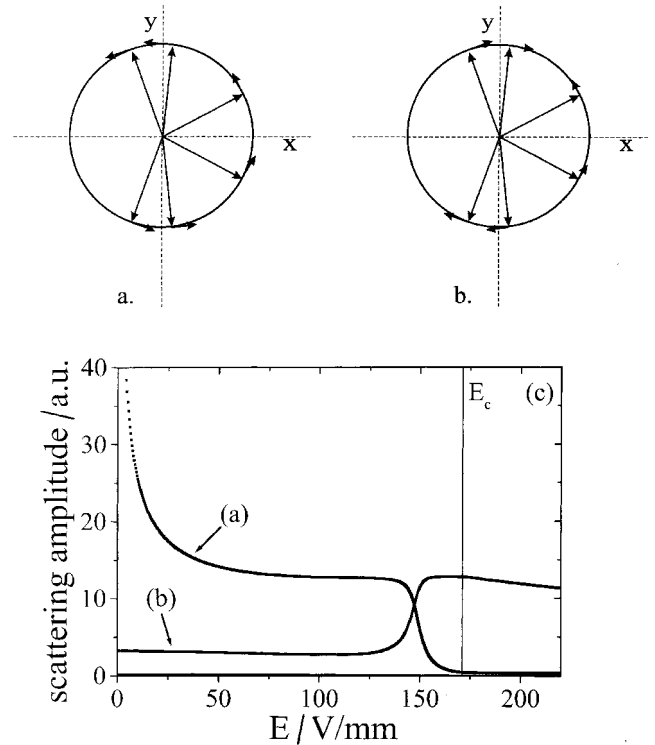 y
y
x
x
a.
b.
scattering amplitude / a.u.
40
30
20
10
0
E_c
(c)
(a)
(b)
0
50
100
150
200
E / V/mm